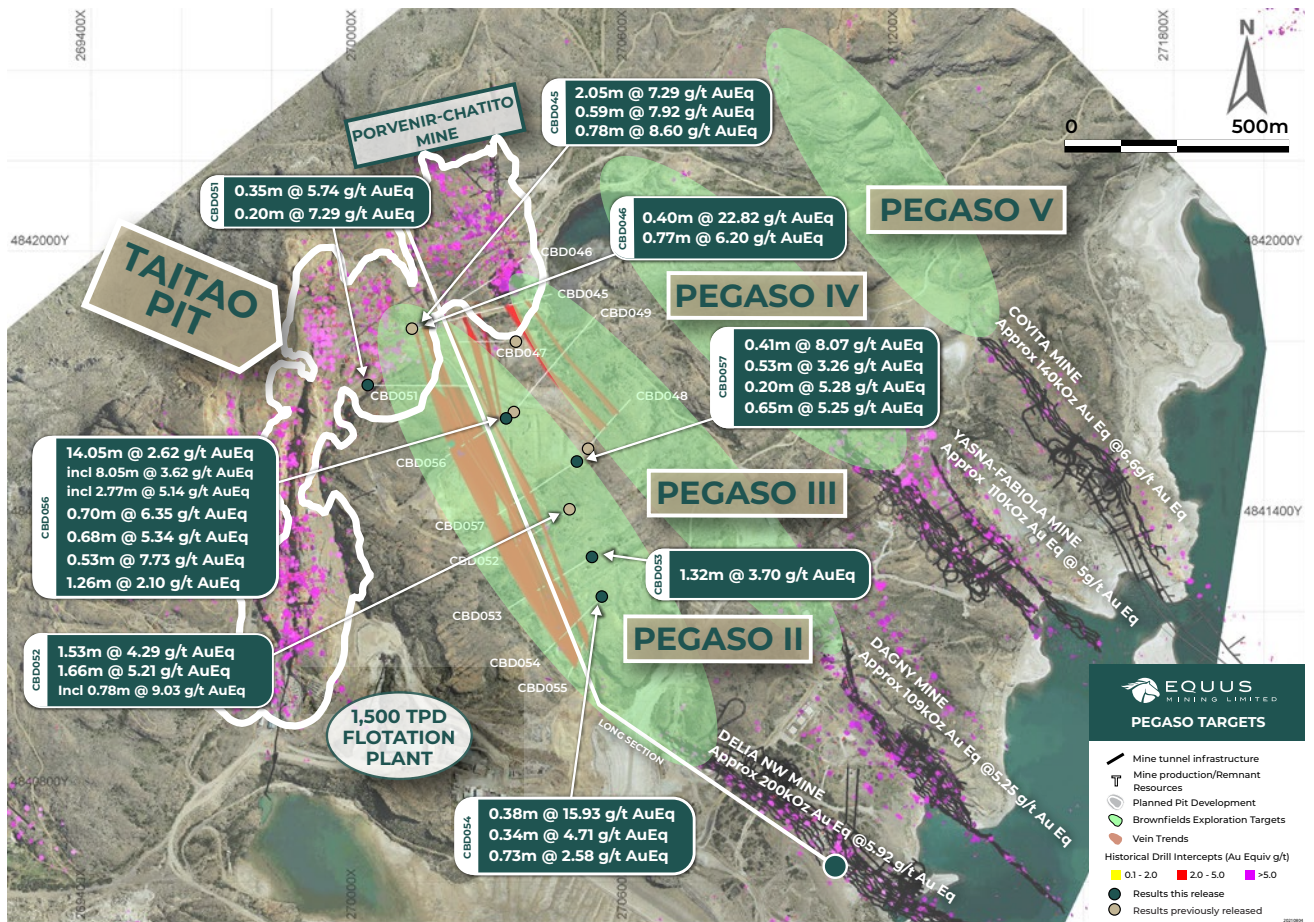 269400X
270000X
270600X
271200X
271800X
N
0 500m
PORVENIR-CHATITO
MINE
CBD045
2.05m @ 7.29 g/t AuEq
0.59m @ 7.92 g/t AuEq
0.78m @ 8.60 g/t AuEq
CBD051
0.35m @ 5.74 g/t AuEq
0.20m @ 7.29 g/t AuEq
CBD046
0.40m @ 22.82 g/t AuEq
0.77m @ 6.20 g/t AuEq
PEGASO V
4842000Y
4842000Y
TAITAO
PIT
CBD046
CBD045
CBD049
PEGASO IV
CBD047
CBD051
CBD048
CBD057
0.41m @ 8.07 g/t AuEq
0.53m @ 3.26 g/t AuEq
0.20m @ 5.28 g/t AuEq
0.65m @ 5.25 g/t AuEq
COYITA MINE
Approx 140kOz Au Eq @6.6g/t Au Eq
CBD056
14.05m @ 2.62 g/t AuEq
incl 8.05m @ 3.62 g/t AuEq
incl 2.77m @ 5.14 g/t AuEq
0.70m @ 6.35 g/t AuEq
0.68m @ 5.34 g/t AuEq
0.53m @ 7.73 g/t AuEq
1.26m @ 2.10 g/t AuEq
CBD056
YASNA-FABIOLA MINE
Approx 110kOz Au Eq @ 5g/t Au Eq
PEGASO III
4841400Y
CBD057
CBD052
CBD053
1.32m @ 3.70 g/t AuEq
CBD053
PEGASO II
CBD052
1.53m @ 4.29 g/t AuEq
1.66m @ 5.21 g/t AuEq
Incl 0.78m @ 9.03 g/t AuEq
CBD054
CBD055
DAGNY MINE
Approx 109kOz Au Eq @5.25 g/t Au Eq
1,500 TPD
FLOTATION
PLANT
LONG SECTION
DELIA NW MINE
Approx 200kOz Au Eq @5.92 g/t Au Eq
4840800Y
CBD054
0.38m @ 15.93 g/t AuEq
0.34m @ 4.71 g/t AuEq
0.73m @ 2.58 g/t AuEq
269400X
270000X
270600X
EQUUS
MINING LIMITED
PEGASO TARGETS
Mine tunnel infrastructure
Mine production/Remnant
Resources
Planned Pit Development
Brownfields Exploration Targets
Vein Trends
Historical Drill Intercepts (Au Equiv g/t)
0.1 - 2.0 2.0 - 5.0 >5.0
Results this release
Results previously released